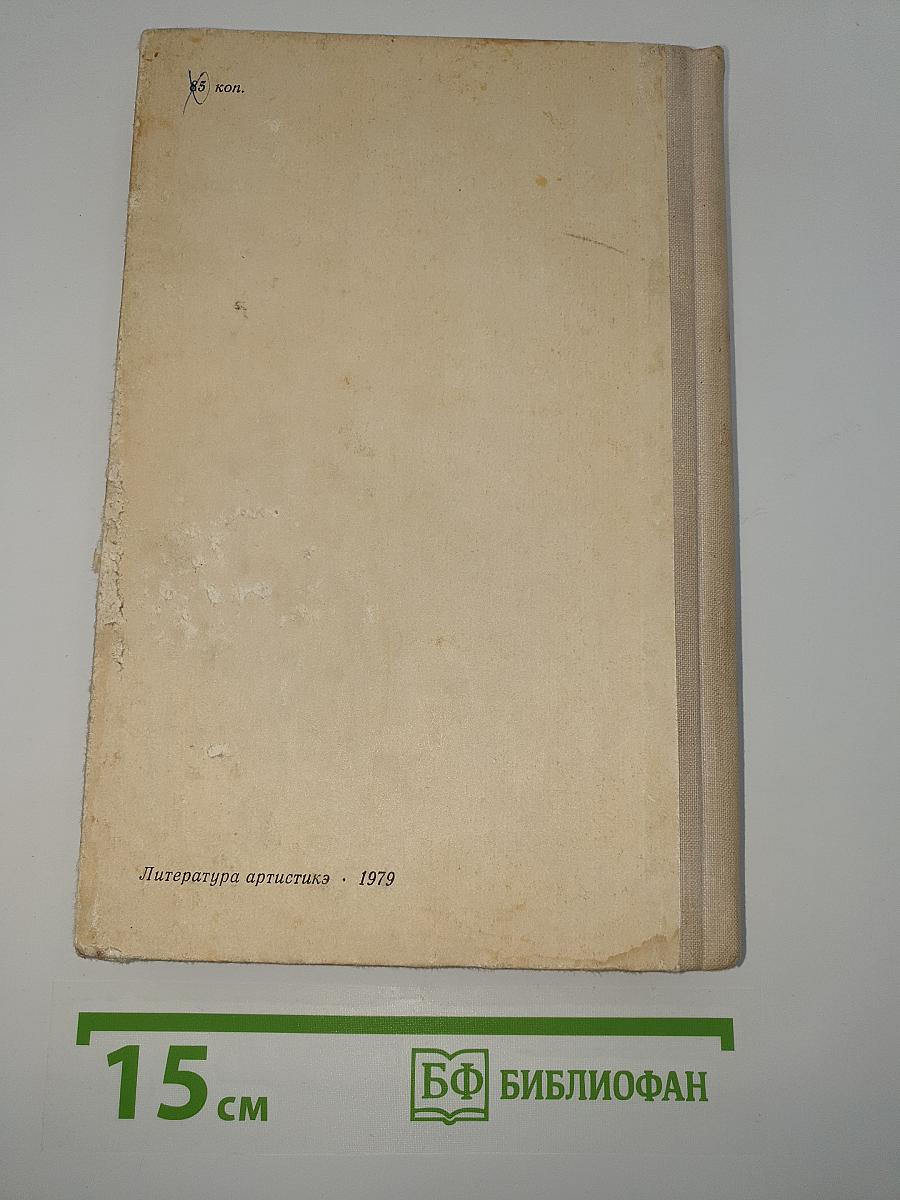 85 коп.
Литература артистикэ · 1979
15 см
БФ БИБЛИОФАН